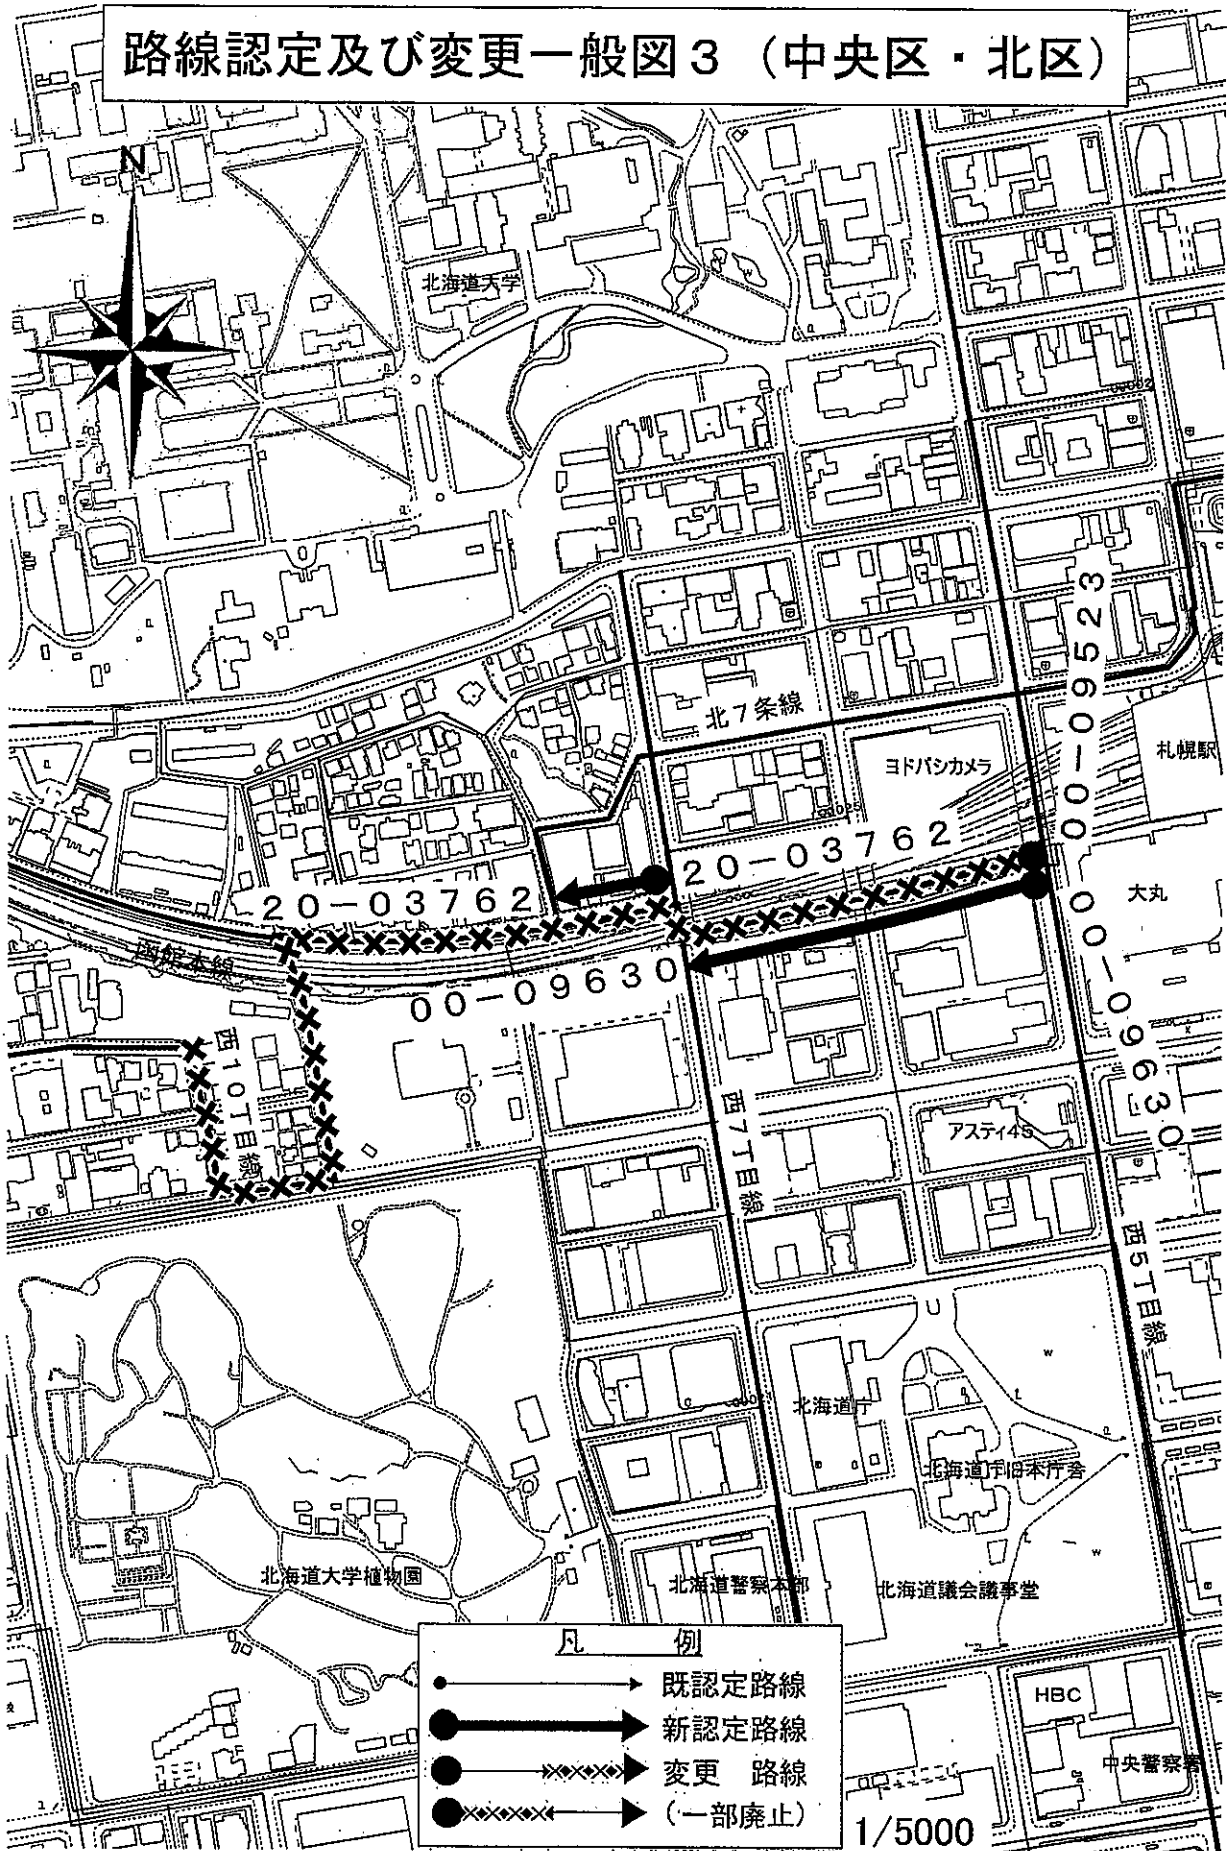 路線認定及び変更一般図3 (中央区・北区)
N
北海道大学
00-09523
北7条線
ヨドバシカメラ
札幌駅
20-03762
20-03762
大丸
函館本線
00-09630
00-09630
西10丁目線
西7丁目線
アスティ45
西5丁目線
北海道庁
北海道庁旧本庁舎
北海道大学植物園
北海道警察本部
北海道議会議事堂
凡 例
既認定路線
新認定路線
変更 路線
(一部廃止)
HBC
中央警察署
1/5000